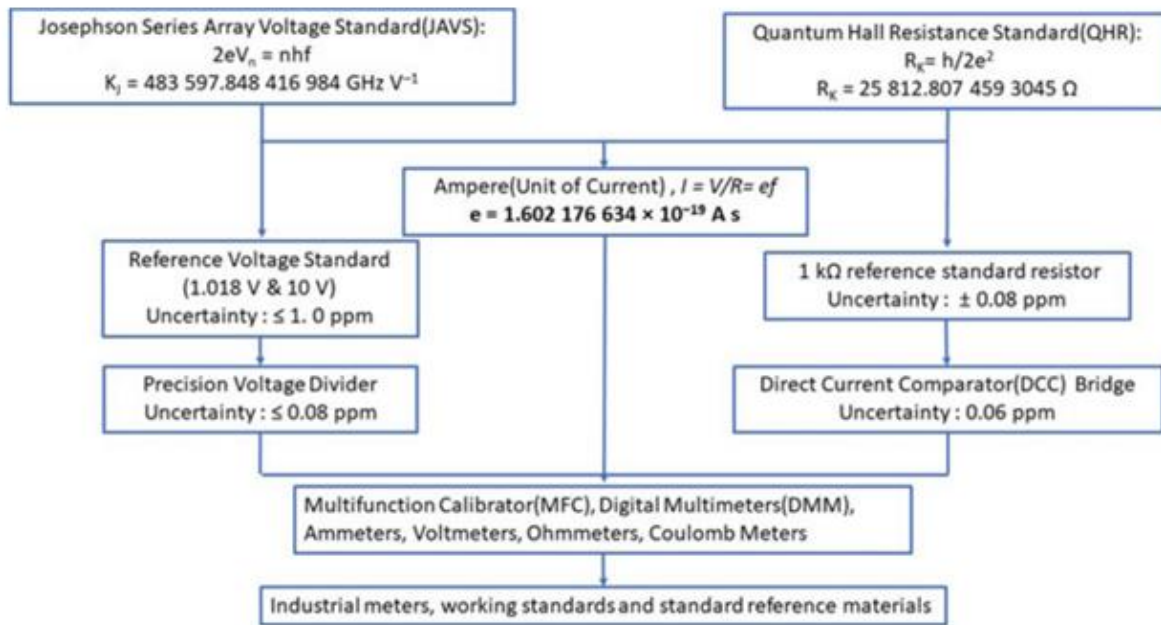 Josephson Series Array Voltage Standard(JAVS):
2eVₙ = nhf
K_J = 483 597.848 416 984 GHz V⁻¹
Quantum Hall Resistance Standard(QHR):
R_K= h/2e²
R_K = 25 812.807 459 3045 Ω
Ampere(Unit of Current) , I = V/R= ef
e = 1.602 176 634 × 10⁻¹⁹ A s
Reference Voltage Standard
(1.018 V & 10 V)
Uncertainty : ≤ 1. 0 ppm
1 kΩ reference standard resistor
Uncertainty : ± 0.08 ppm
Precision Voltage Divider
Uncertainty : ≤ 0.08 ppm
Direct Current Comparator(DCC) Bridge
Uncertainty : 0.06 ppm
Multifunction Calibrator(MFC), Digital Multimeters(DMM),
Ammeters, Voltmeters, Ohmmeters, Coulomb Meters
Industrial meters, working standards and standard reference materials